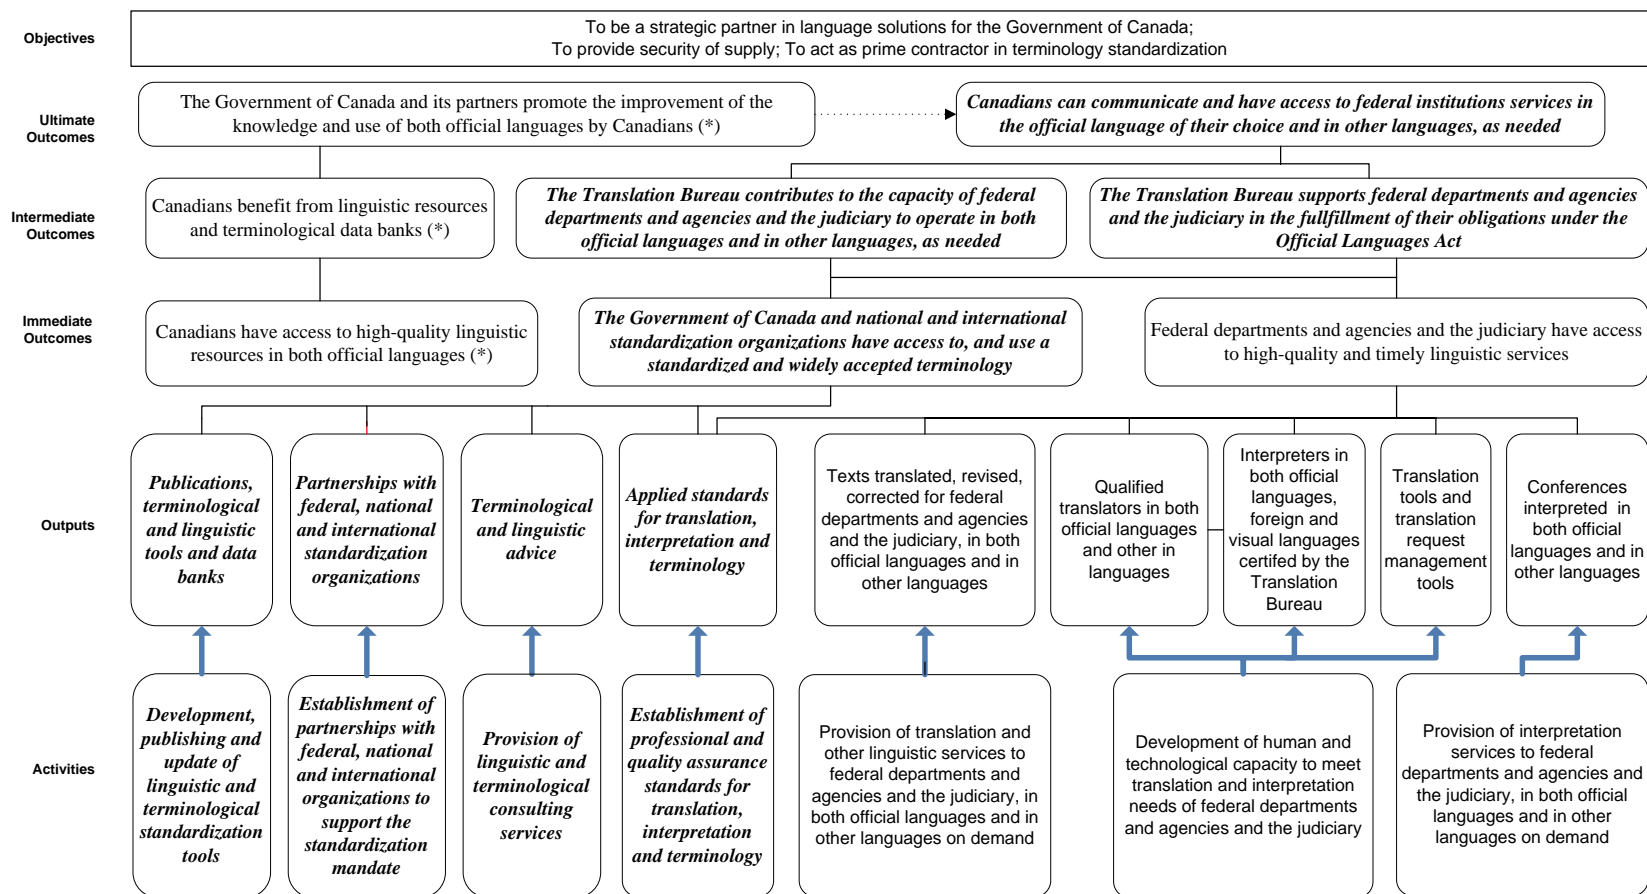 Objectives
To be a strategic partner in language solutions for the Government of Canada;
To provide security of supply; To act as prime contractor in terminology standardization
Ultimate
Outcomes
The Government of Canada and its partners promote the improvement of the
knowledge and use of both official languages by Canadians (*)
Canadians can communicate and have access to federal institutions services in
the official language of their choice and in other languages, as needed
Intermediate
Outcomes
Canadians benefit from linguistic resources
and terminological data banks (*)
The Translation Bureau contributes to the capacity of federal
departments and agencies and the judiciary to operate in both
official languages and in other languages, as needed
The Translation Bureau supports federal departments and agencies
and the judiciary in the fullfillment of their obligations under the
Official Languages Act
Immediate
Outcomes
Canadians have access to high-quality linguistic
resources in both official languages (*)
The Government of Canada and national and international
standardization organizations have access to, and use a
standardized and widely accepted terminology
Federal departments and agencies and the judiciary have access
to high-quality and timely linguistic services
Outputs
Publications,
terminological
and linguistic
tools and data
banks
Partnerships with
federal, national
and international
standardization
organizations
Terminological
and linguistic
advice
Applied standards
for translation,
interpretation and
terminology
Texts translated, revised,
corrected for federal
departments and agencies
and the judiciary, in both
official languages and in
other languages
Qualified
translators in both
official languages
and other in
languages
Interpreters in
both official
languages,
foreign and
visual languages
certifed by the
Translation
Bureau
Translation
tools and
translation
request
management
tools
Conferences
interpreted in
both official
languages and in
other languages
Activities
Development,
publishing and
update of
linguistic and
terminological
standardization
tools
Establishment of
partnerships with
federal, national
and international
organizations to
support the
standardization
mandate
Provision of
linguistic and
terminological
consulting
services
Establishment of
professional and
quality assurance
standards for
translation,
interpretation
and terminology
Provision of translation and
other linguistic services to
federal departments and
agencies and the judiciary, in
both official languages and in
other languages on demand
Development of human and
technological capacity to meet
translation and interpretation
needs of federal departments
and agencies and the judiciary
Provision of interpretation
services to federal
departments and agencies and
the judiciary, in both official
languages and in other
languages on demand